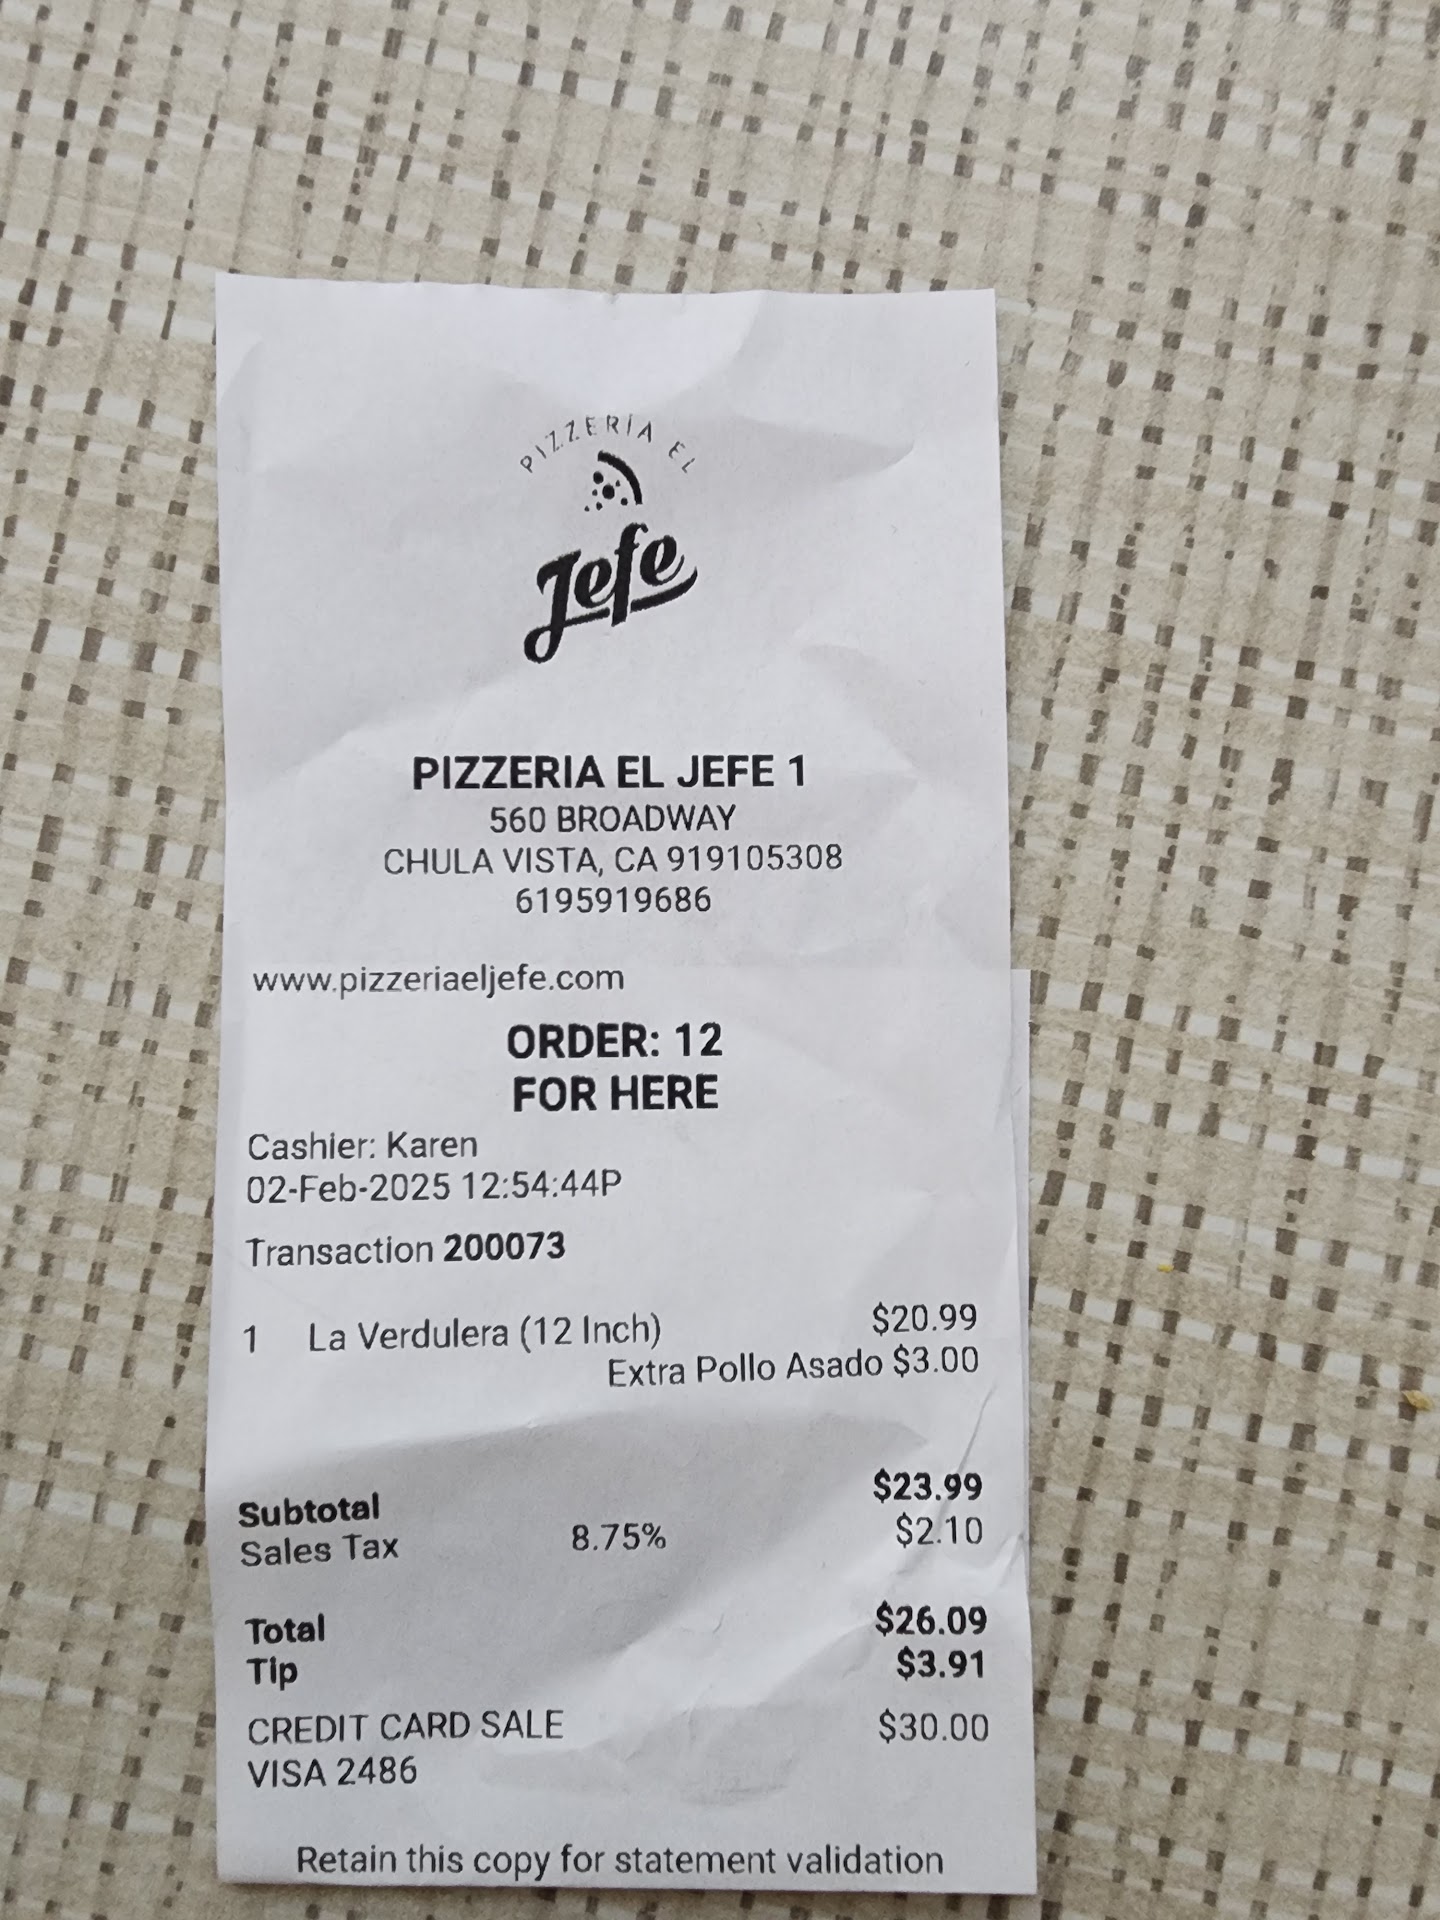 PIZZERÍA EL
Jefe
PIZZERIA EL JEFE 1
560 BROADWAY
CHULA VISTA, CA 919105308
6195919686
www.pizzeriaeljefe.com
ORDER: 12
FOR HERE
Cashier: Karen
02-Feb-2025 12:54:44P
Transaction 200073
1 La Verdulera (12 Inch) $20.99
Extra Pollo Asado $3.00
Subtotal $23.99
Sales Tax 8.75% $2.10
Total $26.09
Tip $3.91
CREDIT CARD SALE $30.00
VISA 2486
Retain this copy for statement validation